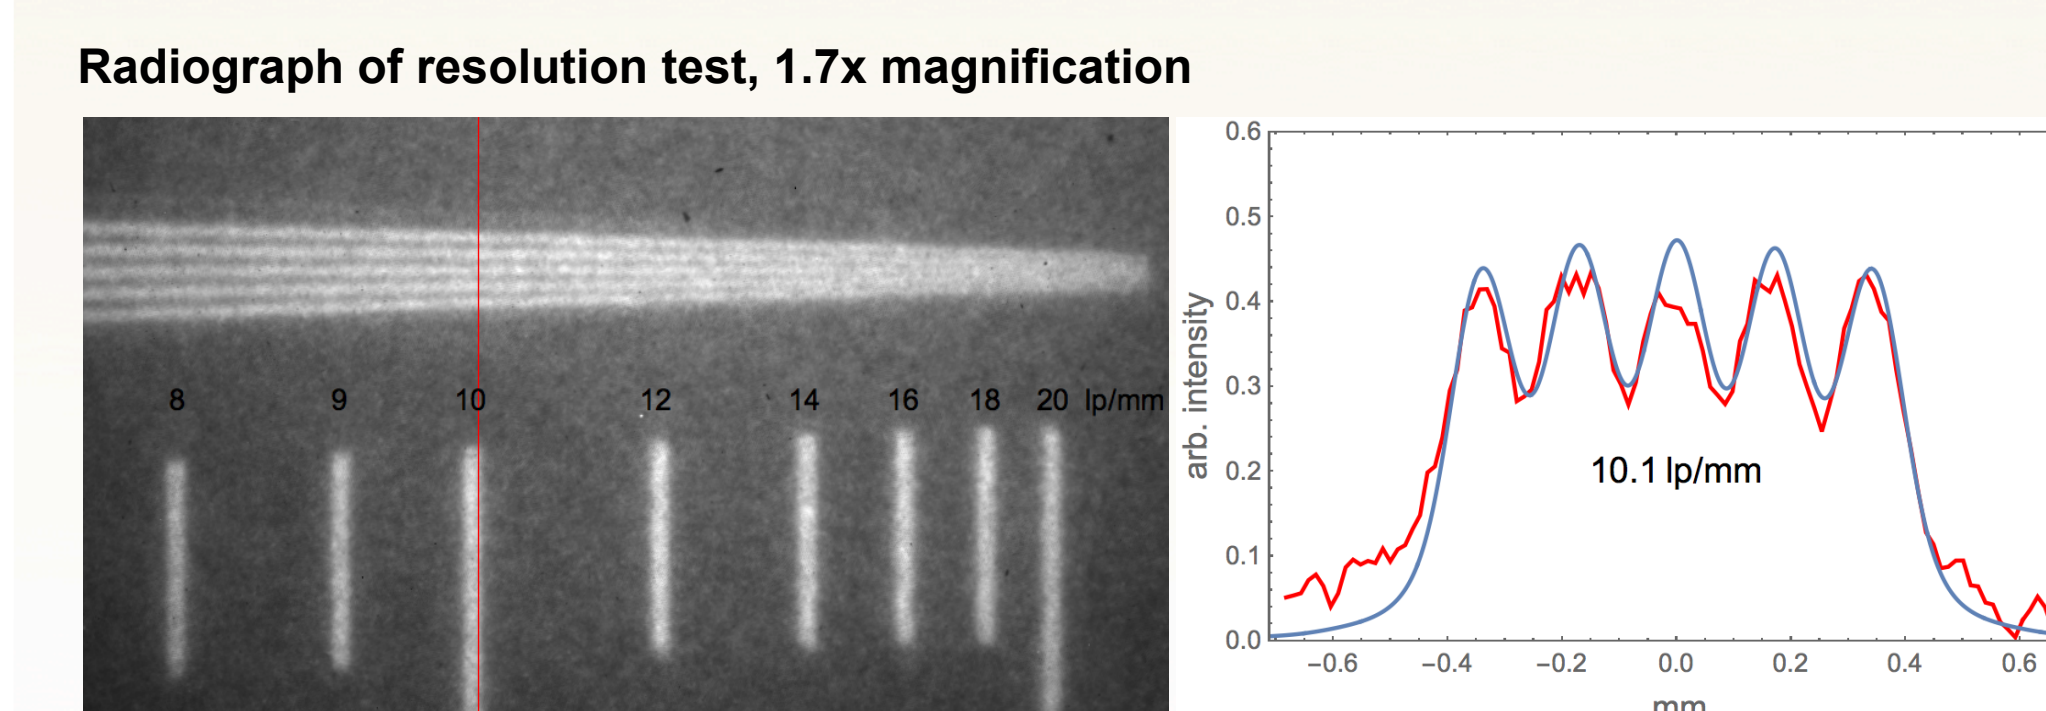 Radiograph of resolution test, 1.7x magnification
8 9 10 12 14 16 18 20 lp/mm
0.6
0.5
0.4
0.3
0.2
0.1
0.0
arb. intensity
10.1 lp/mm
−0.6 −0.4 −0.2 0.0 0.2 0.4 0.6
mm